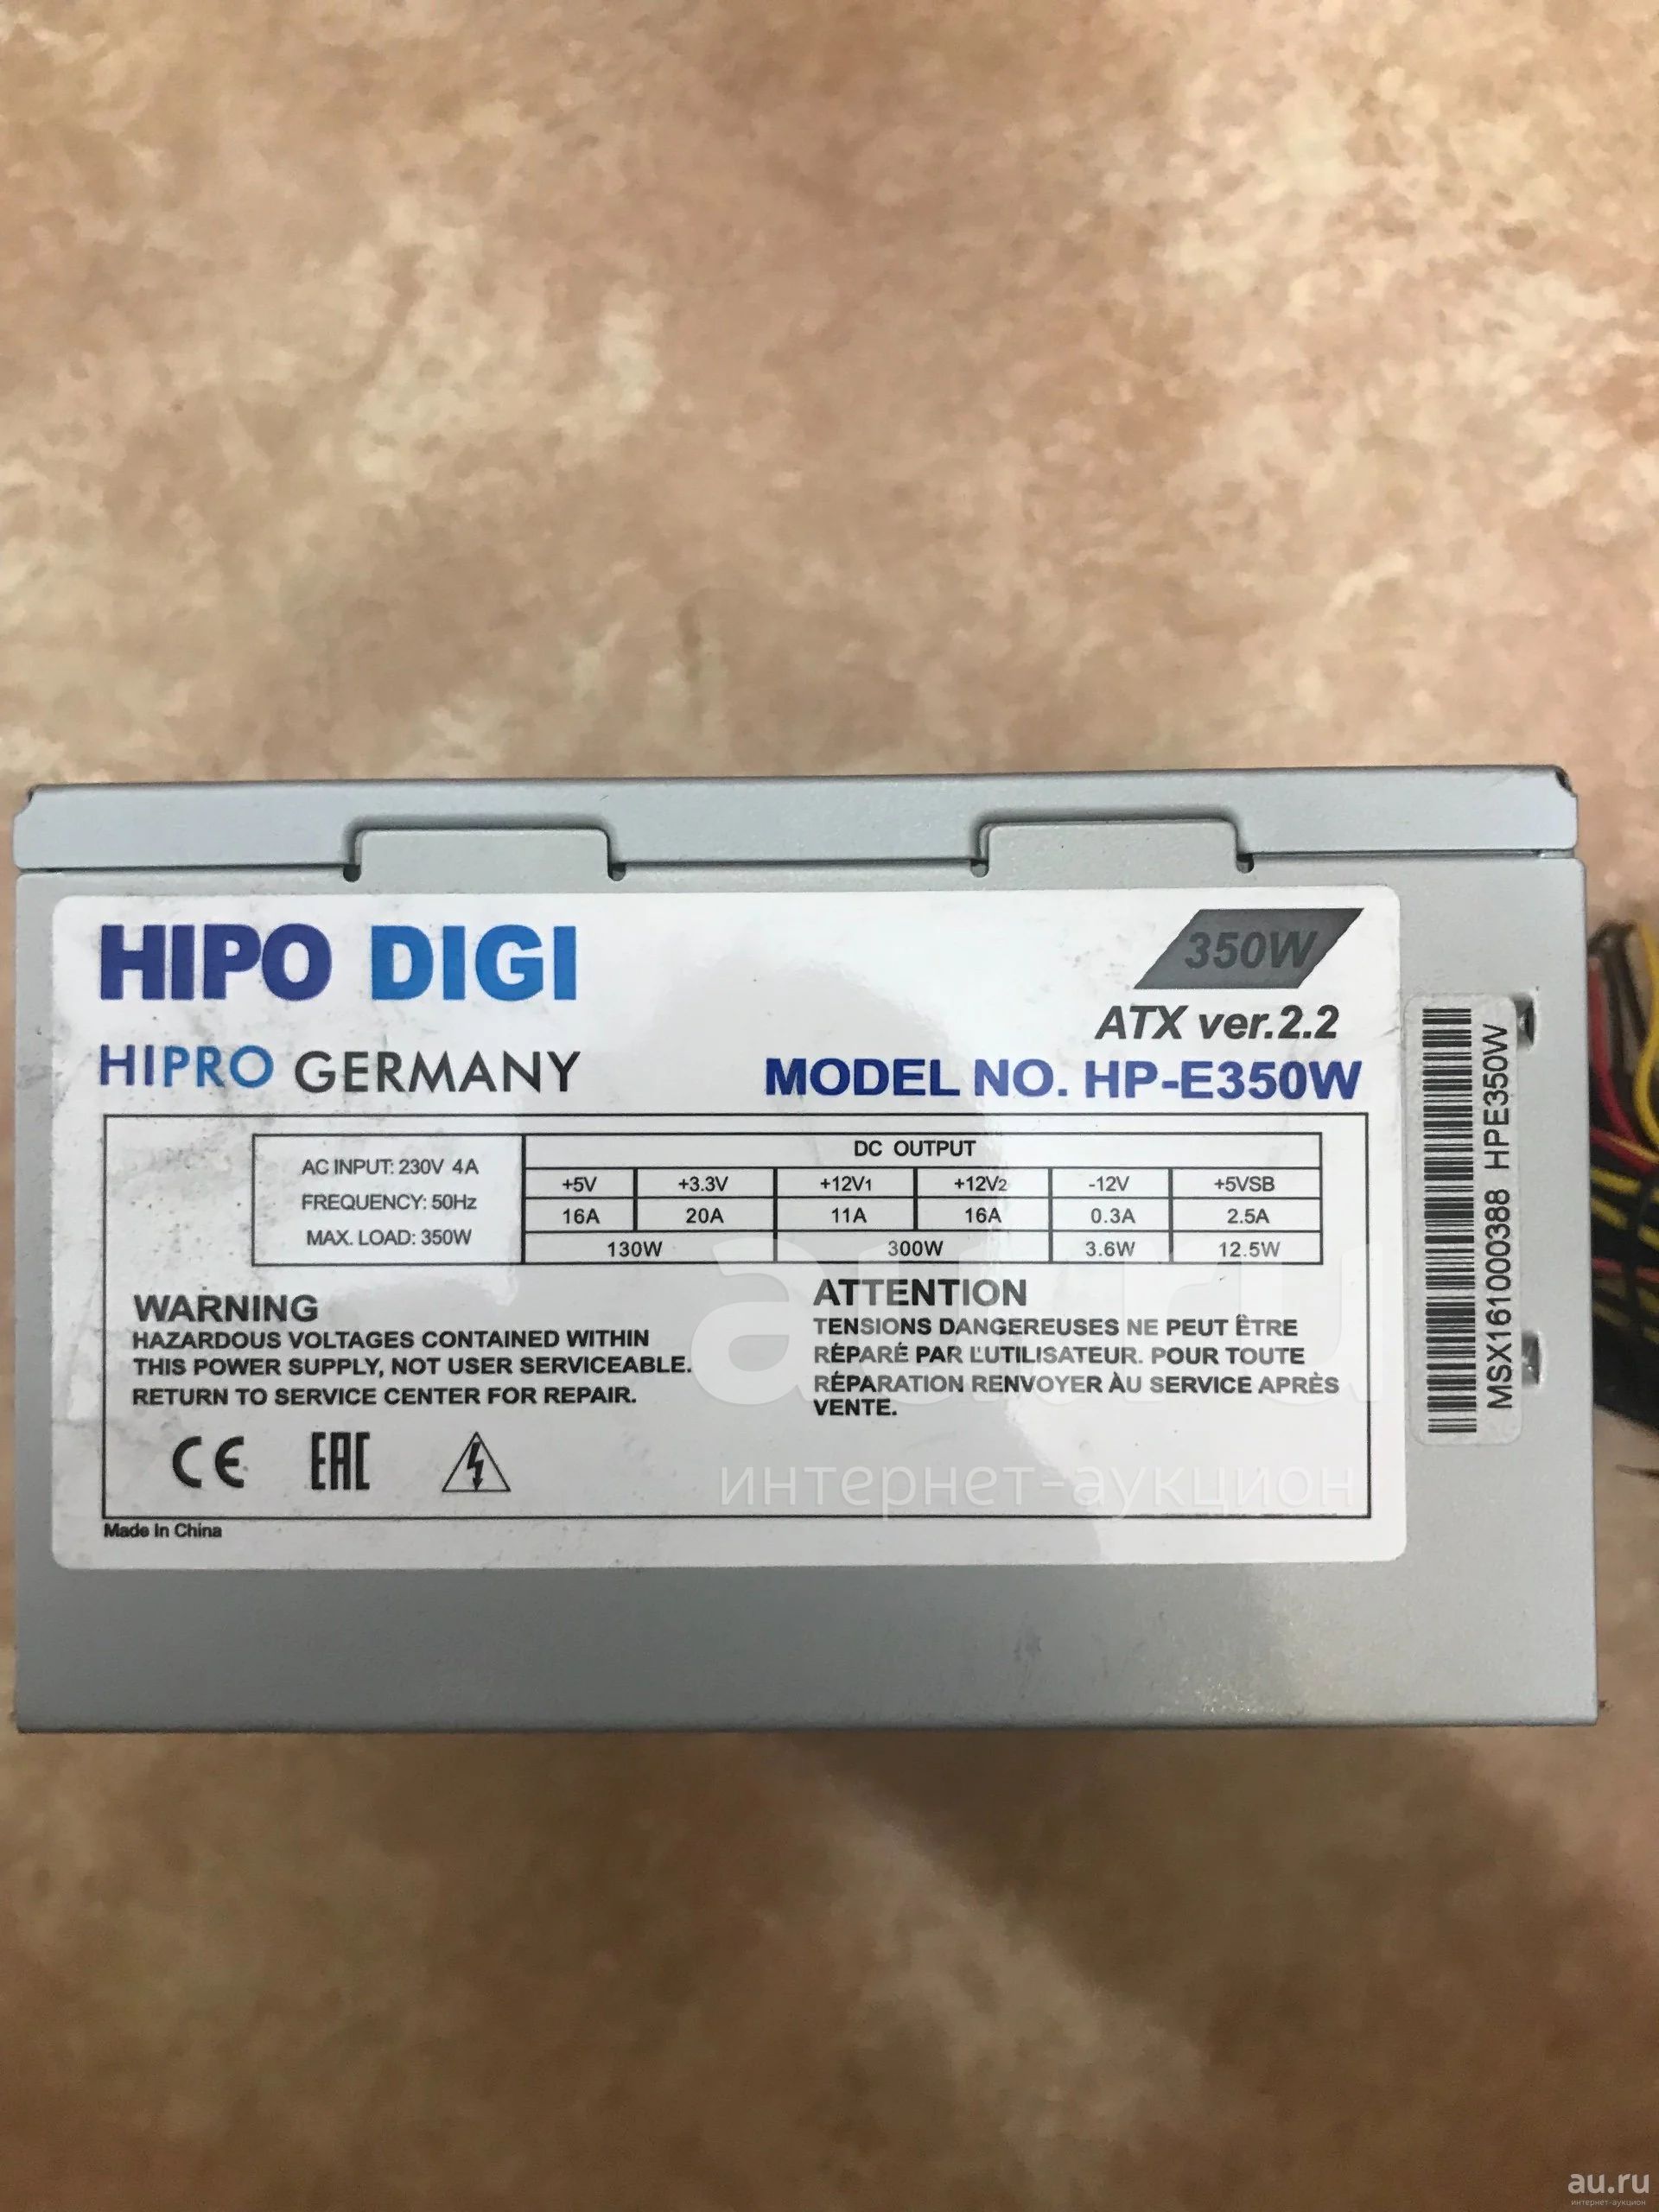 HIPO DIGI
350W
ATX ver.2.2
HIPRO GERMANY
MODEL NO. HP-E350W
AC INPUT: 230V 4A
FREQUENCY: 50Hz
MAX. LOAD: 350W
DC OUTPUT
+5V +3.3V +12V1 +12V2 -12V +5VSB
16A 20A 11A 16A 0.3A 2.5A
130W 300W 3.6W 12.5W
WARNING
HAZARDOUS VOLTAGES CONTAINED WITHIN
THIS POWER SUPPLY, NOT USER SERVICEABLE.
RETURN TO SERVICE CENTER FOR REPAIR.
ATTENTION
TENSIONS DANGEREUSES NE PEUT ÊTRE
RÉPARÉ PAR L'UTILISATEUR. POUR TOUTE
RÉPARATION RENVOYER ÀU SERVICE APRÈS
VENTE.
CE EAC
Made In China
MSX161000388 HPE350W
au.ru
интернет-аукцион
au.ru
интернет-аукцион